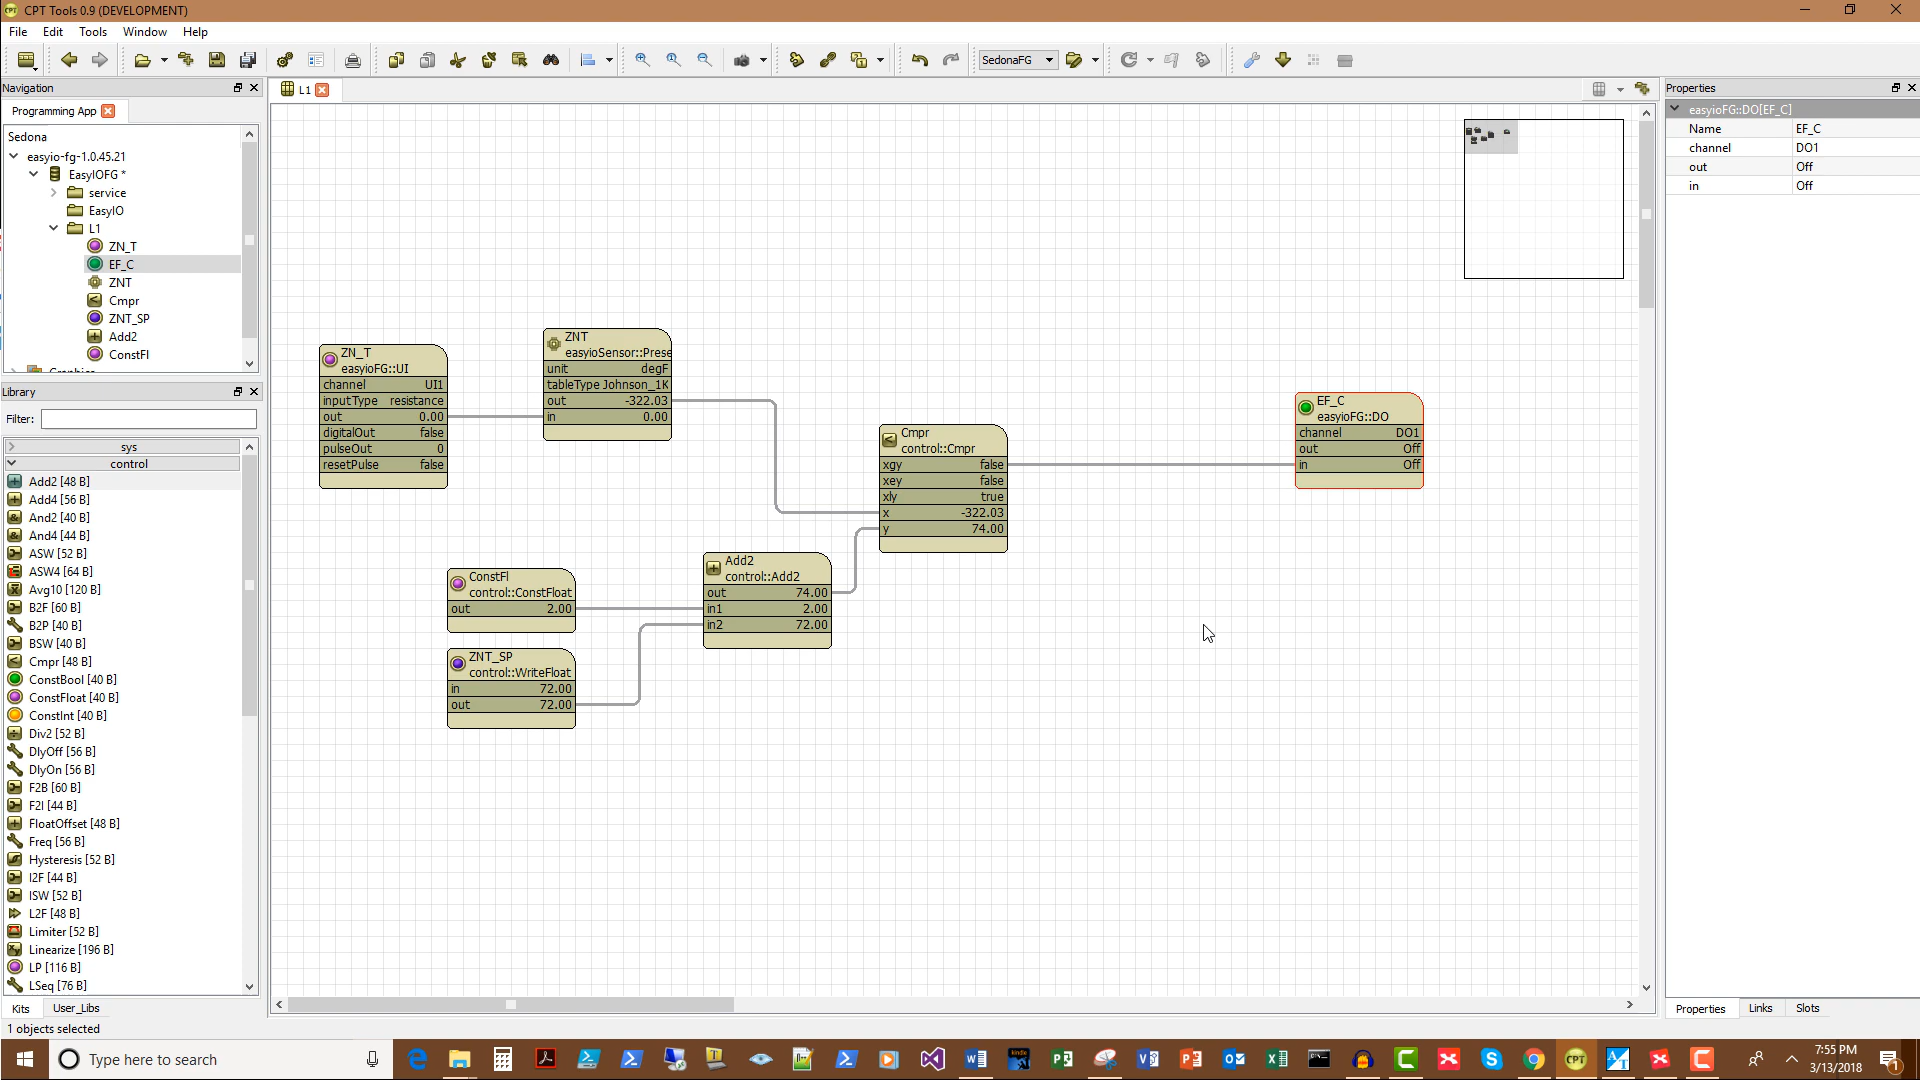 CPT Tools 0.9 (DEVELOPMENT)
File Edit Tools Window Help
SedonaFG
Navigation
Programming App
Sedona
easyio-fg-1.0.45.21
EasyIOFG *
service
EasyIO
L1
ZN_T
EF_C
ZNT
Cmpr
ZNT_SP
Add2
ConstFl
Library
Filter:
sys
control
Add2 [48 B]
Add4 [56 B]
And2 [40 B]
And4 [44 B]
ASW [52 B]
ASW4 [64 B]
Avg10 [120 B]
B2F [60 B]
B2P [40 B]
BSW [40 B]
Cmpr [48 B]
ConstBool [40 B]
ConstFloat [40 B]
ConstInt [40 B]
Div2 [52 B]
DlyOff [56 B]
DlyOn [56 B]
F2B [60 B]
F2I [44 B]
FloatOffset [48 B]
Freq [56 B]
Hysteresis [52 B]
I2F [44 B]
ISW [52 B]
L2F [48 B]
Limiter [52 B]
Linearize [196 B]
LP [116 B]
LSeq [76 B]
Kits User_Libs
1 objects selected
L1
ZN_T
easyioFG::UI
channel UI1
inputType resistance
out 0.00
digitalOut false
pulseOut 0
resetPulse false
ZNT
easyioSensor::Prese
unit degF
tableType Johnson_1K
out -322.03
in 0.00
Cmpr
control::Cmpr
xgy false
xey false
xly true
x -322.03
y 74.00
EF_C
easyioFG::DO
channel DO1
out Off
in Off
ConstFl
control::ConstFloat
out 2.00
Add2
control::Add2
out 74.00
in1 2.00
in2 72.00
ZNT_SP
control::WriteFloat
in 72.00
out 72.00
Properties
easyioFG::DO[EF_C]
Name EF_C
channel DO1
out Off
in Off
Properties Links Slots
Type here to search
7:55 PM
3/13/2018